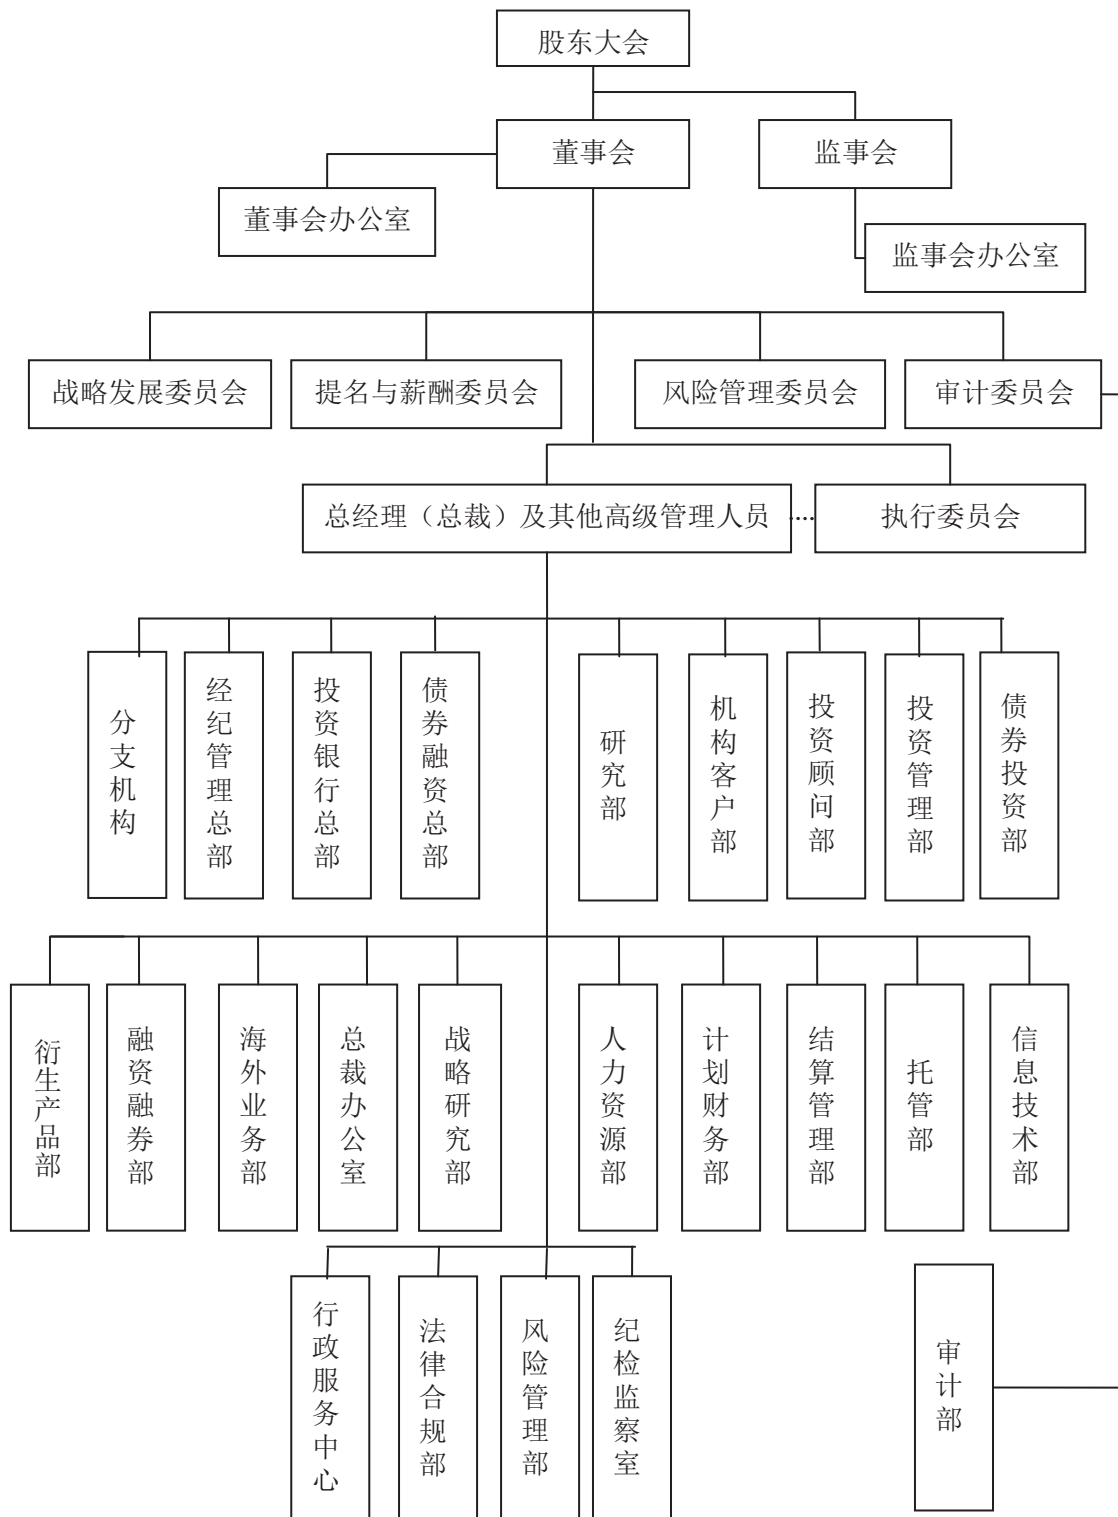 股东大会
董事会
监事会
董事会办公室
监事会办公室
战略发展委员会
提名与薪酬委员会
风险管理委员会
审计委员会
总经理（总裁）及其他高级管理人员
执行委员会
分支机构
经纪管理总部
投资银行总部
债券融资总部
研究部
机构客户部
投资顾问部
投资管理部
债券投资部
衍生产品部
融资融券部
海外业务部
总裁办公室
战略研究部
人力资源部
计划财务部
结算管理部
托管部
信息技术部
行政服务中心
法律合规部
风险管理部
纪检监察室
审计部